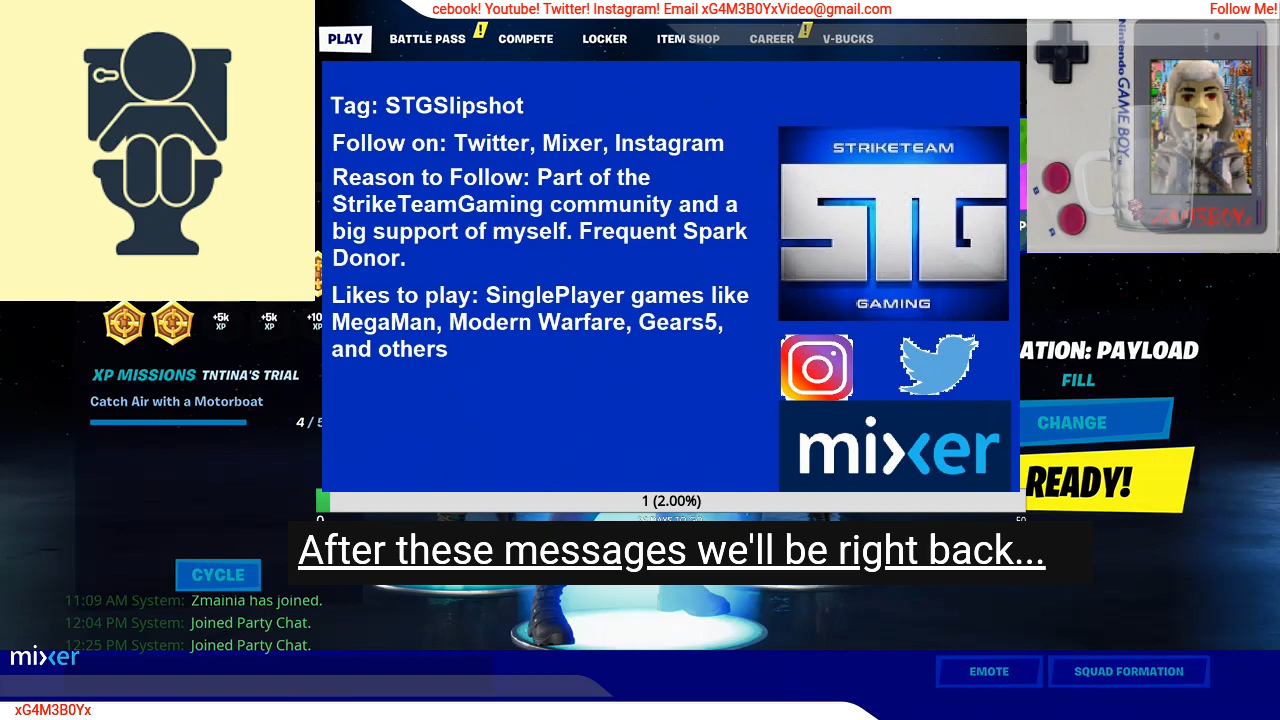 cebook! Youtube! Twitter! Instagram! Email xG4M3B0YxVideo@gmail.com
Follow Me!
PLAY
BATTLE PASS
COMPETE
LOCKER
ITEM SHOP
CAREER
V-BUCKS
Nintendo GAME BOY
Tag: STGSlipshot
Follow on: Twitter, Mixer, Instagram
Reason to Follow: Part of the
StrikeTeamGaming community and a
big support of myself. Frequent Spark
Donor.
Likes to play: SinglePlayer games like
MegaMan, Modern Warfare, Gears5,
and others
STRIKETEAM
STG
GAMING
mixer
+5k
XP
+5k
XP
+10
XP
XP MISSIONS TNTINA'S TRIAL
Catch Air with a Motorboat
4 / 5
ATION: PAYLOAD
FILL
CHANGE
READY!
1 (2.00%)
0
50
After these messages we'll be right back...
CYCLE
11:09 AM System: Zmainia has joined.
12:04 PM System: Joined Party Chat.
12:25 PM System: Joined Party Chat.
mixer
EMOTE
SQUAD FORMATION
xG4M3B0Yx